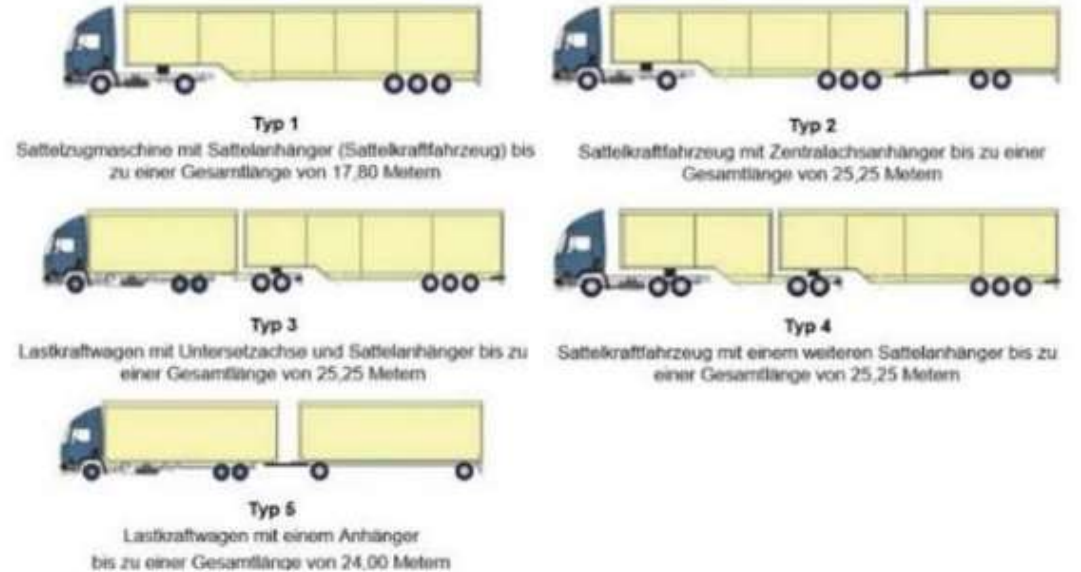 Typ 1
Sattelzugmaschine mit Sattelanhänger (Sattelkraftfahrzeug) bis
zu einer Gesamtlänge von 17,80 Metern
Typ 2
Sattelkraftfahrzeug mit Zentralachsanhänger bis zu einer
Gesamtlänge von 25,25 Metern
Typ 3
Lastkraftwagen mit Untersetzachse und Sattelanhänger bis zu
einer Gesamtlänge von 25,25 Metern
Typ 4
Sattelkraftfahrzeug mit einem weiteren Sattelanhänger bis zu
einer Gesamtlänge von 25,25 Metern
Typ 5
Lastkraftwagen mit einem Anhänger
bis zu einer Gesamtlänge von 24,00 Metern